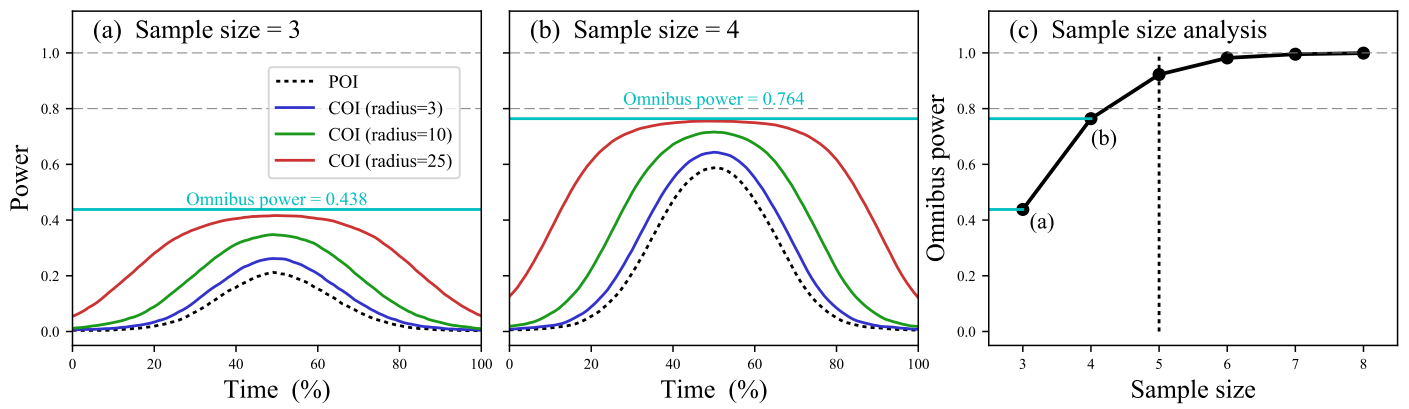 (a)  Sample size = 3
Power
1.0
0.8
0.6
0.4
0.2
0.0
POI
COI (radius=3)
COI (radius=10)
COI (radius=25)
Omnibus power = 0.438
0
20
40
60
80
100
Time  (%)
(b)  Sample size = 4
Omnibus power = 0.764
0
20
40
60
80
100
Time  (%)
(c)  Sample size analysis
Omnibus power
1.0
0.8
0.6
0.4
0.2
0.0
(b)
(a)
3
4
5
6
7
8
Sample size